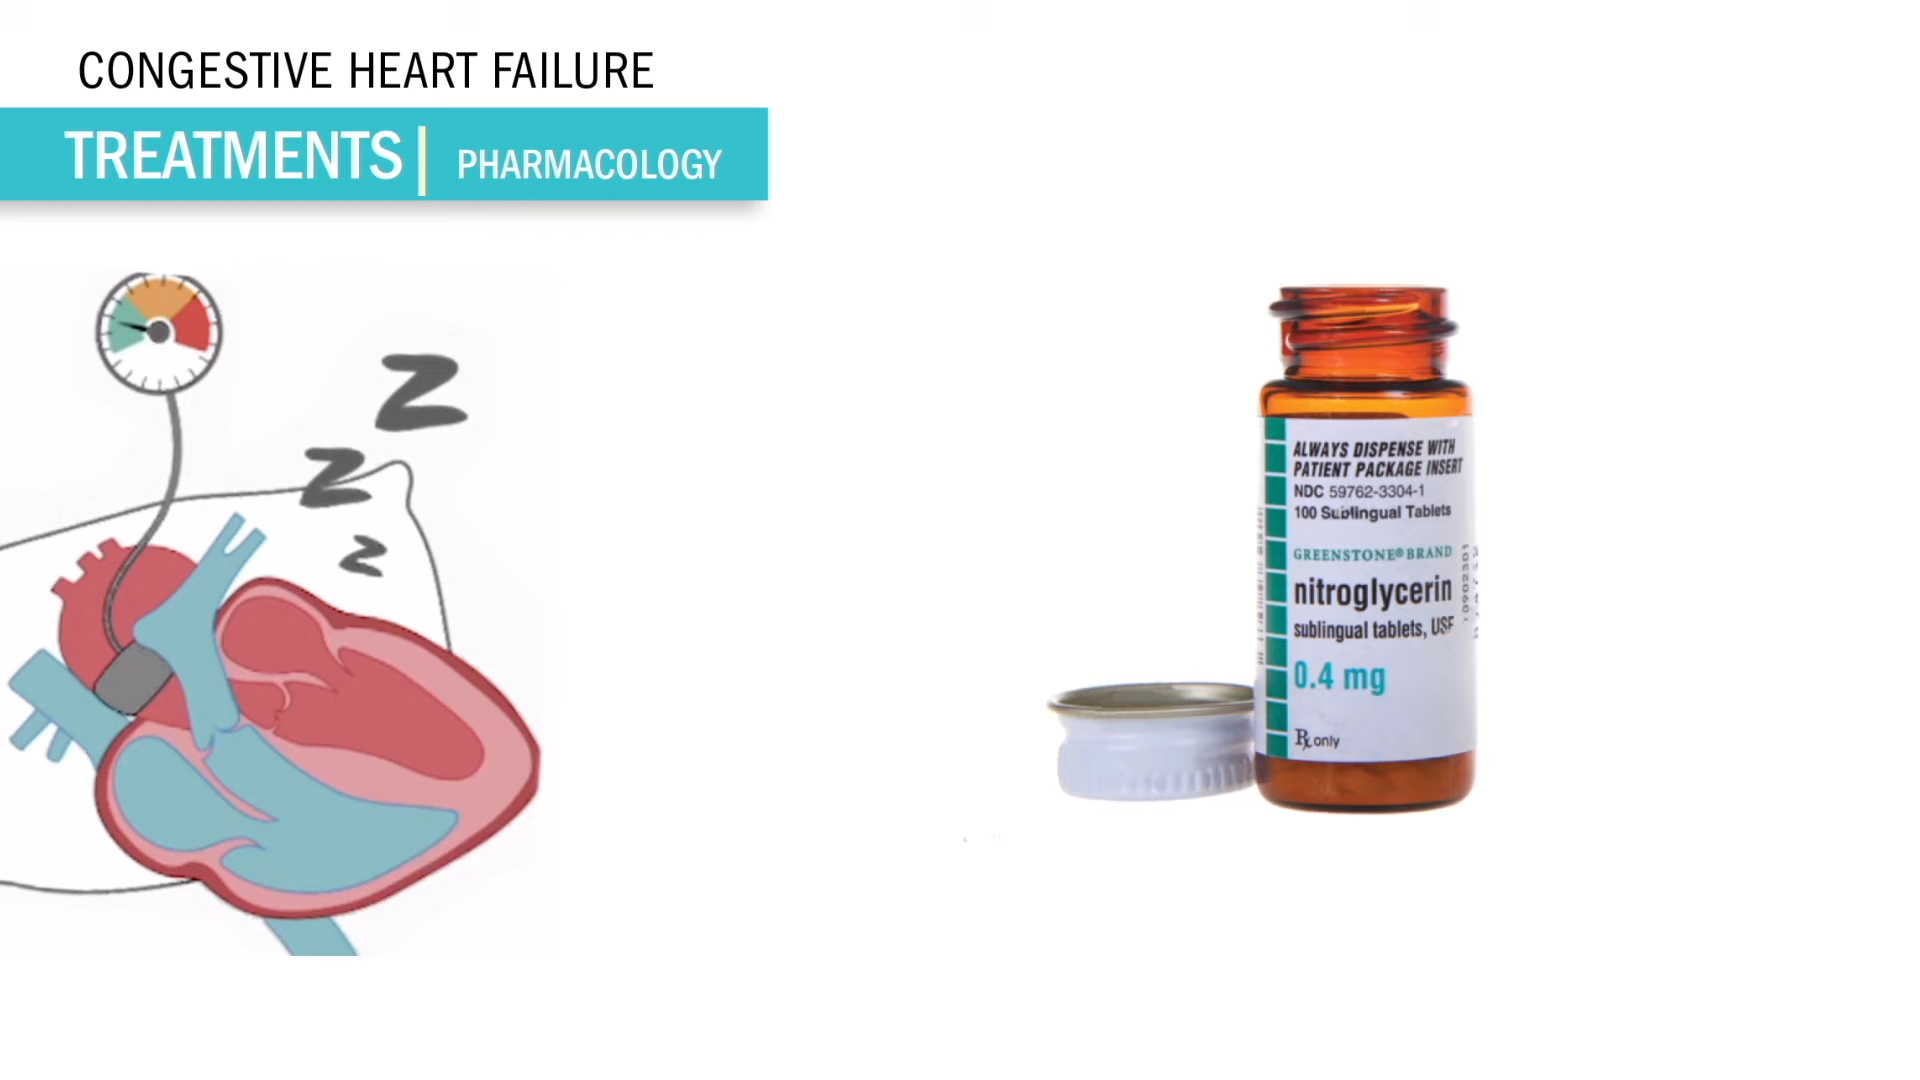 CONGESTIVE HEART FAILURE
TREATMENTS | PHARMACOLOGY
Z
Z
Z
ALWAYS DISPENSE WITH
PATIENT PACKAGE INSERT
NDC 59762-3304-1
100 Sublingual Tablets
GREENSTONE® BRAND
nitroglycerin
sublingual tablets, USP
0.4 mg
Rx only